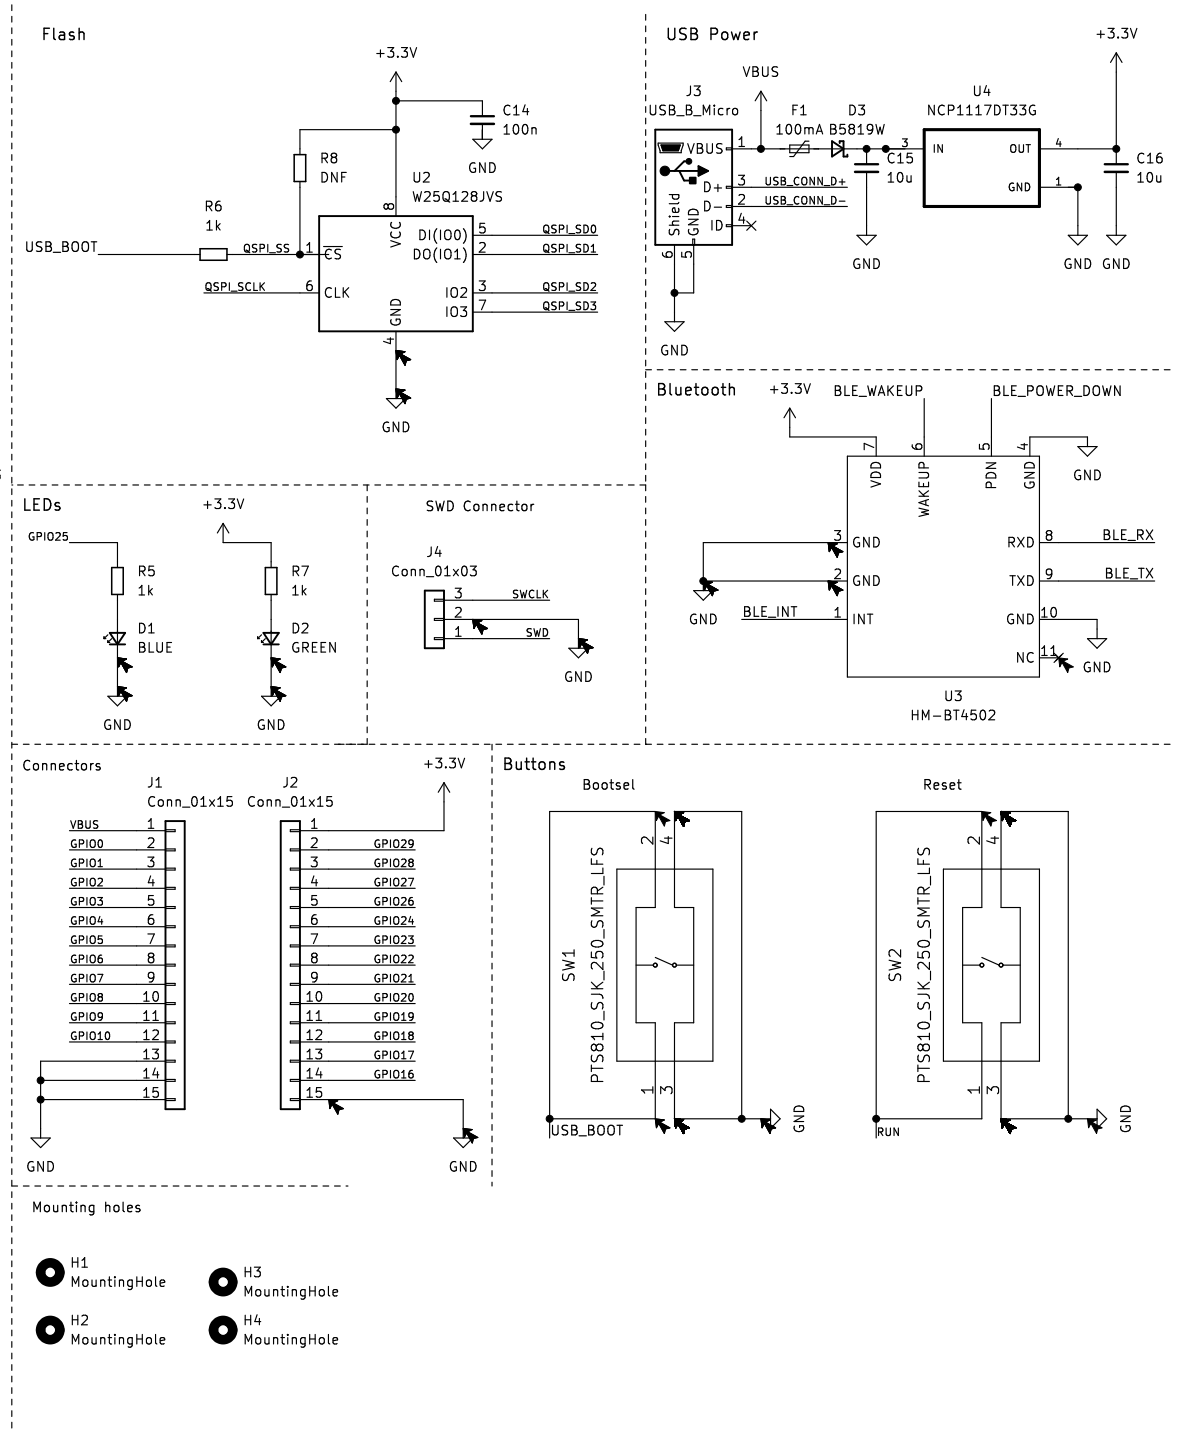 Flash
+3.3V
C14
100n
GND
R8
DNF
U2
W25Q128JVS
R6
1k
USB_BOOT
QSPI_SS
1
CS
8
VCC
DI(IO0)
5
QSPI_SD0
DO(IO1)
2
QSPI_SD1
QSPI_SCLK
6
CLK
IO2
3
QSPI_SD2
IO3
7
QSPI_SD3
GND
4
GND
USB Power
+3.3V
VBUS
J3
USB_B_Micro
F1
100mA
D3
B5819W
U4
NCP1117DT33G
VBUS
1
D+
3
USB_CONN_D+
D-
2
USB_CONN_D-
ID
4
Shield
GND
6
5
GND
3
IN
OUT
4
GND
1
C15
10u
C16
10u
GND
GND
GND
Bluetooth
+3.3V
BLE_WAKEUP
BLE_POWER_DOWN
7
VDD
6
WAKEUP
5
PDN
4
GND
GND
3
GND
2
GND
GND
BLE_INT
1
INT
RXD
8
BLE_RX
TXD
9
BLE_TX
GND
10
GND
NC
11
U3
HM-BT4502
LEDs
GPIO25
+3.3V
R5
1k
R7
1k
D1
BLUE
D2
GREEN
GND
GND
SWD Connector
J4
Conn_01x03
3
SWCLK
2
1
SWD
GND
Connectors
J1
Conn_01x15
VBUS 1
GPIO0 2
GPIO1 3
GPIO2 4
GPIO3 5
GPIO4 6
GPIO5 7
GPIO6 8
GPIO7 9
GPIO8 10
GPIO9 11
GPIO10 12
13
14
15
GND
J2
Conn_01x15
+3.3V
1
2 GPIO29
3 GPIO28
4 GPIO27
5 GPIO26
6 GPIO24
7 GPIO23
8 GPIO22
9 GPIO21
10 GPIO20
11 GPIO19
12 GPIO18
13 GPIO17
14 GPIO16
15
GND
Buttons
Bootsel
2
4
SW1
PTS810_SJK_250_SMTR_LFS
1
3
USB_BOOT
GND
Reset
2
4
SW2
PTS810_SJK_250_SMTR_LFS
1
3
RUN
GND
Mounting holes
H1
MountingHole
H3
MountingHole
H2
MountingHole
H4
MountingHole